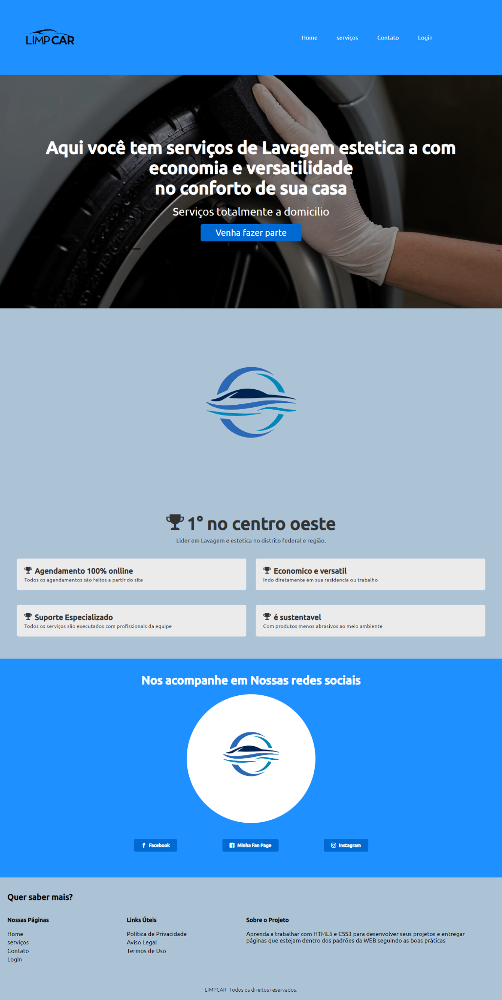 LIMPCAR
Home serviços Contato Login
Aqui você tem serviços de Lavagem estetica a com
economia e versatilidade
no conforto de sua casa
Serviços totalmente a domicilio
Venha fazer parte
1° no centro oeste
Lider em Lavagem e estetica no distrito federal e região.
Agendamento 100% onlline
Todos os agendamentos são feitos a partir do site
Economico e versatil
Indo diretamente em sua residencia ou trabalho
Suporte Especializado
Todos os serviços são executados com profissionais da equipe
é sustentavel
Com produtos menos abrasivos ao meio ambiente
Nos acompanhe em Nossas redes sociais
Facebook
Minha Fan Page
Instagram
Quer saber mais?
Nossas Páginas
Home
serviços
Contato
Login
Links Úteis
Política de Privacidade
Aviso Legal
Termos de Uso
Sobre o Projeto
Aprenda a trabalhar com HTML5 e CSS3 para desenvolver seus projetos e entregar
páginas que estejam dentro dos padrões da WEB seguindo as boas práticas
LIMPCAR- Todos os direitos reservados.